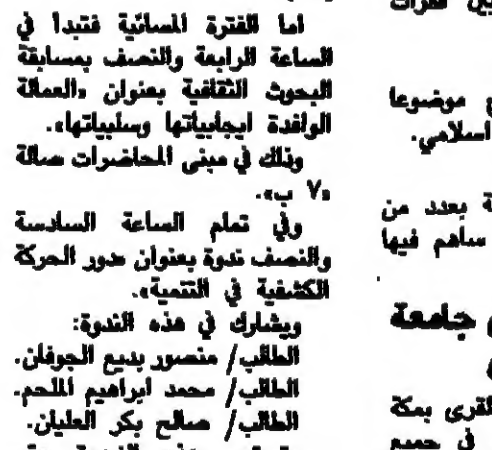 اما الفترة المسائية فتبدا في
الساعة الرابعة والنصف بمسابقة
البحوث الثقافية بعنوان «العمالة
الوافدة ايجابياتها وسلبياتها».
وذلك في مبنى المحاضرات صالة
«٧ ب».
وفي تمام الساعة السادسة
والنصف ندوة بعنوان «دور الحركة
الكشفية في التنمية».
ويشارك في هذه الندوة:
الطالب/ منصور بديع الجوفان.
الطالب/ محمد ابراهيم الملحم.
الطالب/ صالح بكر العليان.
موضوعا
اسلامي.
بعدد من
ساهم فيها
جامعة
القرى بمكة
في جميع